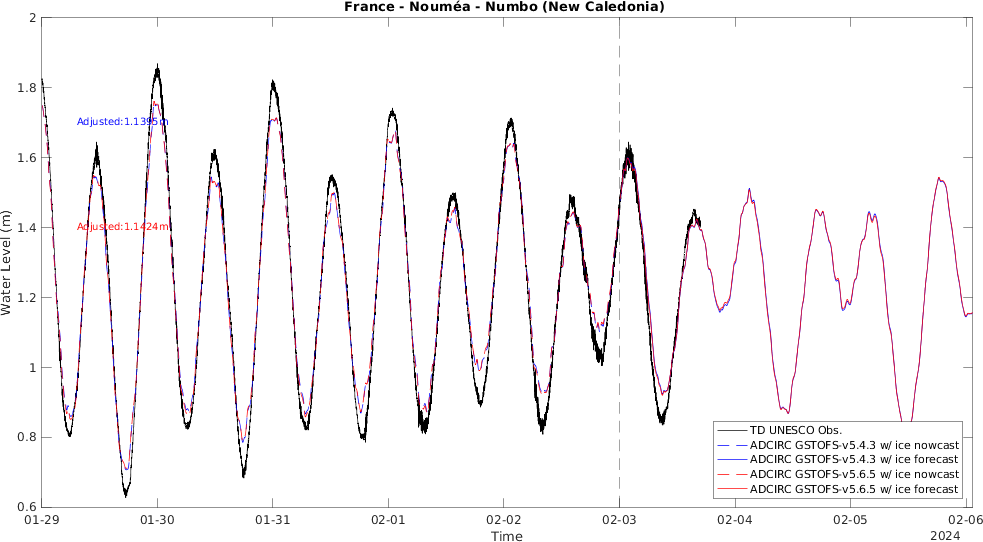 France - Nouméa - Numbo (New Caledonia)
2
1.8
1.6
1.4
1.2
1
0.8
0.6
Water Level (m)
Adjusted:1.1395m
Adjusted:1.1424m
TD UNESCO Obs.
ADCIRC GSTOFS-v5.4.3 w/ ice nowcast
ADCIRC GSTOFS-v5.4.3 w/ ice forecast
ADCIRC GSTOFS-v5.6.5 w/ ice nowcast
ADCIRC GSTOFS-v5.6.5 w/ ice forecast
01-29 01-30 01-31 02-01 02-02 02-03 02-04 02-05 02-06
Time
2024